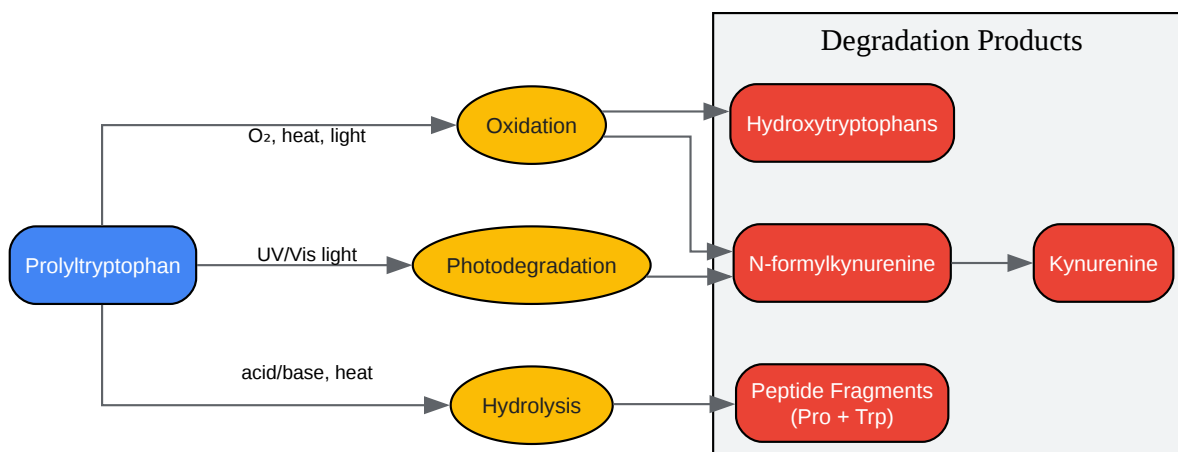 Degradation Products
Oxidation
Hydroxytryptophans
O₂, heat, light
Prolyltryptophan
UV/Vis light
Photodegradation
N-formylkynurenine
Kynurenine
acid/base, heat
Hydrolysis
Peptide Fragments
(Pro + Trp)